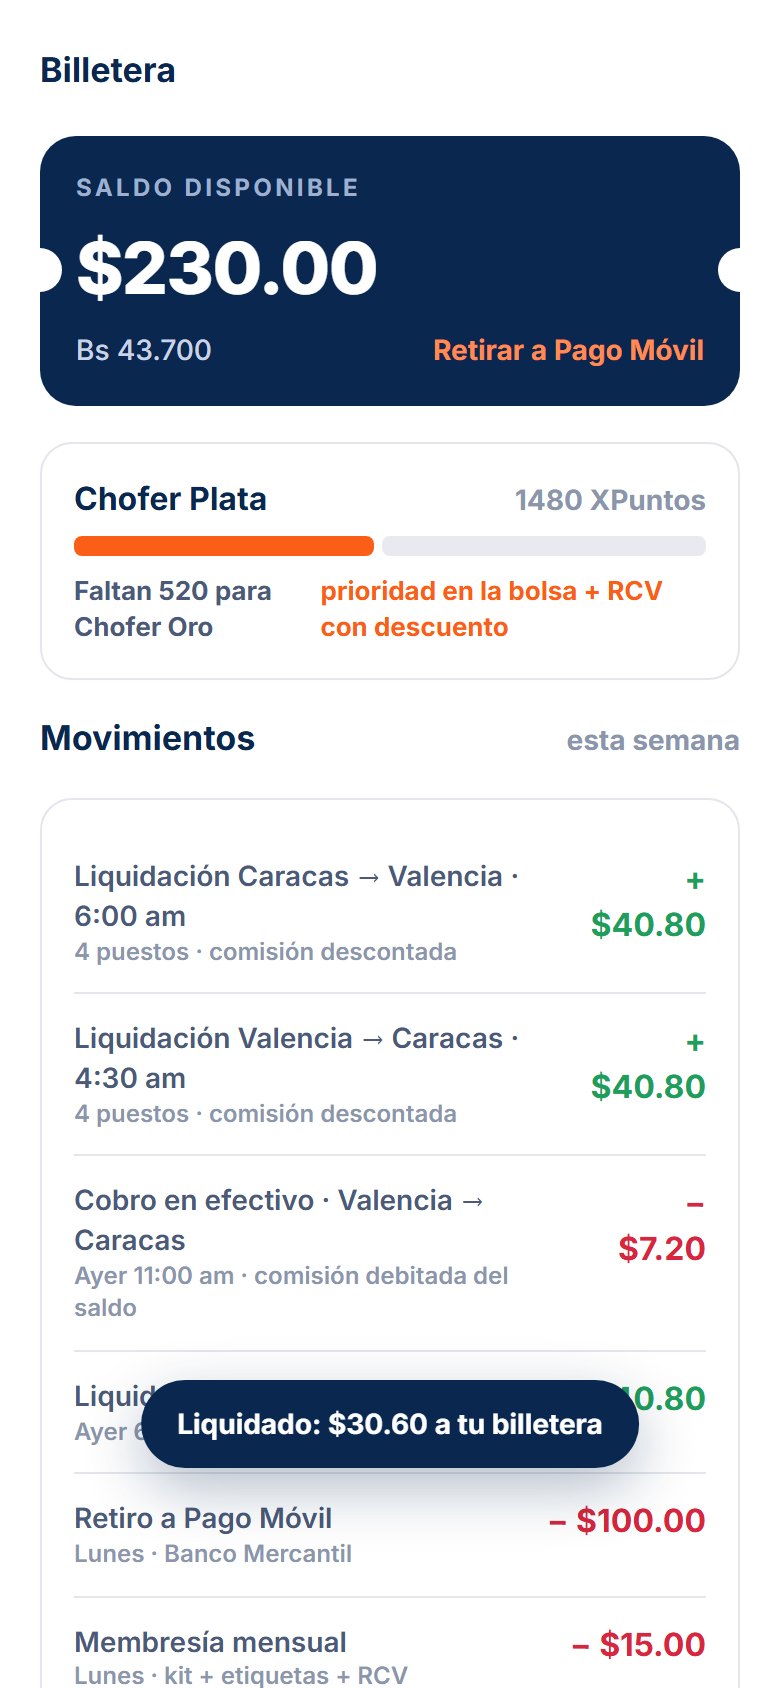 Billetera
SALDO DISPONIBLE
$230.00
Bs 43.700
Retirar a Pago Móvil
Chofer Plata
1480 XPuntos
Faltan 520 para
Chofer Oro
prioridad en la bolsa + RCV
con descuento
Movimientos
esta semana
Liquidación Caracas → Valencia ·
6:00 am
4 puestos · comisión descontada
+
$40.80
Liquidación Valencia → Caracas ·
4:30 am
4 puestos · comisión descontada
+
$40.80
Cobro en efectivo · Valencia →
Caracas
Ayer 11:00 am · comisión debitada del
saldo
–
$7.20
Ayer
0.80
Liquidado: $30.60 a tu billetera
Retiro a Pago Móvil
Lunes · Banco Mercantil
– $100.00
Membresía mensual
Lunes · kit + etiquetas + RCV
– $15.00